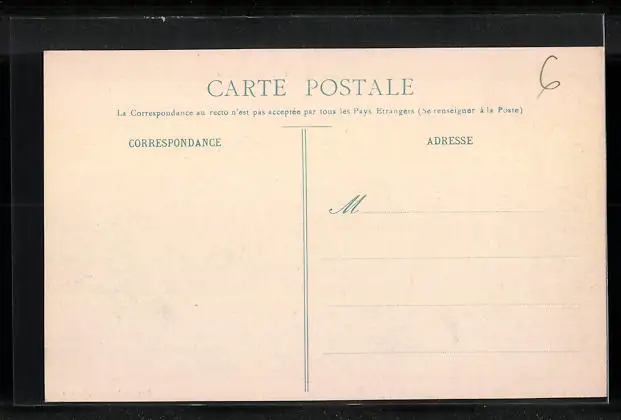 6
CARTE POSTALE
La Correspondance au recto n'est pas acceptée par tous les Pays Etrangers (Se renseigner à la Poste)
CORRESPONDANCE
ADRESSE
M